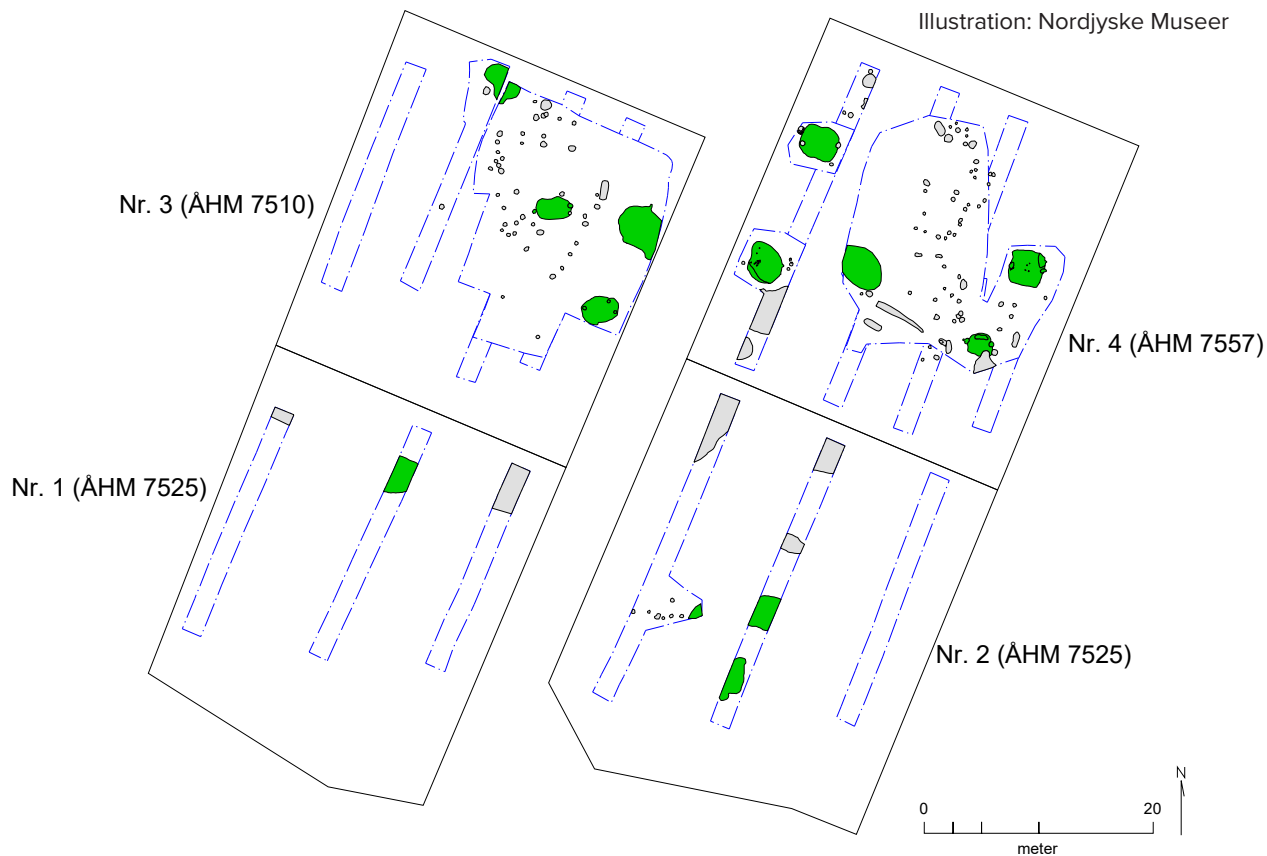 Illustration: Nordjyske Museer
Nr. 3 (ÅHM 7510)
Nr. 4 (ÅHM 7557)
Nr. 1 (ÅHM 7525)
Nr. 2 (ÅHM 7525)
N
0 20
meter